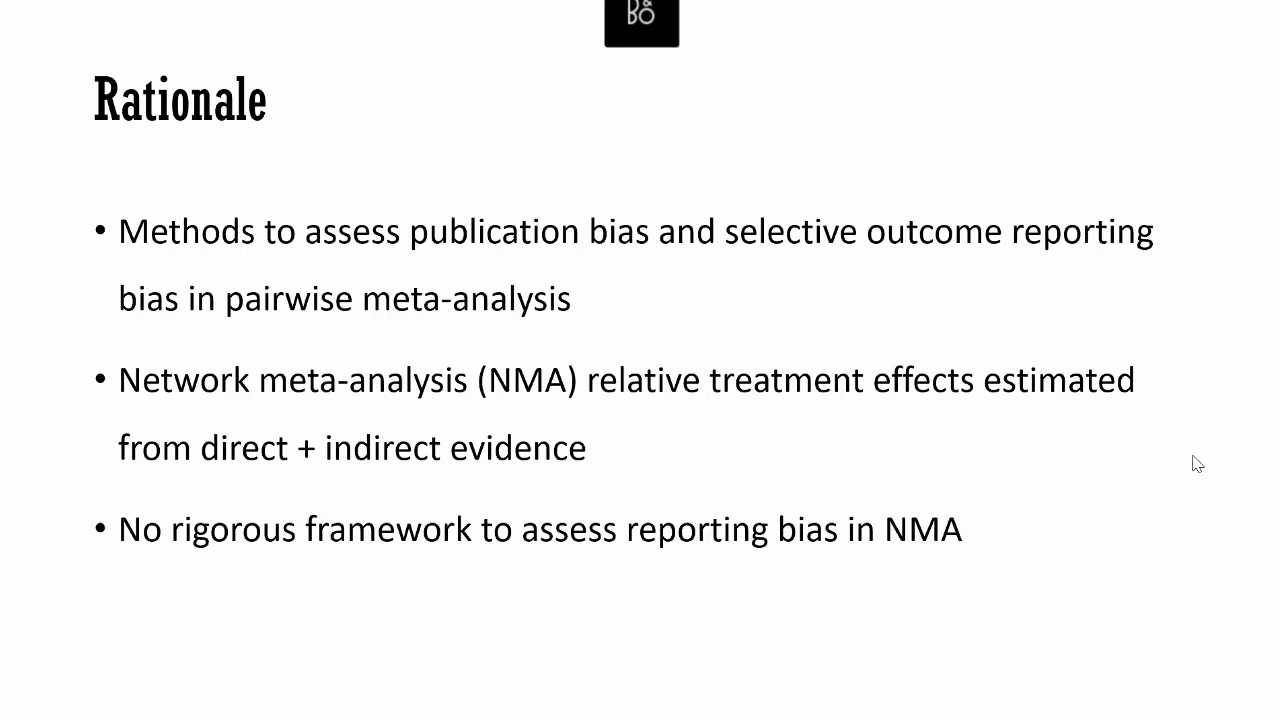 B&O
Rationale
• Methods to assess publication bias and selective outcome reporting
bias in pairwise meta-analysis
• Network meta-analysis (NMA) relative treatment effects estimated
from direct + indirect evidence
• No rigorous framework to assess reporting bias in NMA